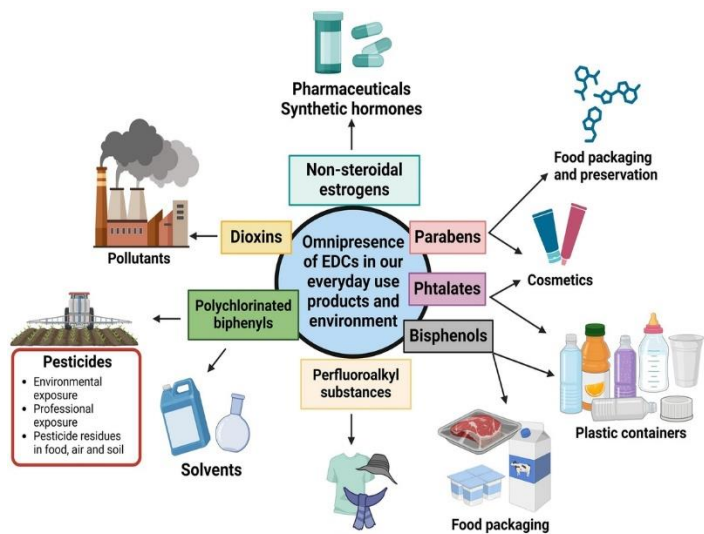 Pharmaceuticals
Synthetic hormones
Non-steroidal
estrogens
Food packaging
and preservation
Dioxins
Pollutants
Omnipresence
of EDCs in our
everyday use
products and
environment
Parabens
Cosmetics
Phtalates
Polychlorinated
biphenyls
Bisphenols
Pesticides
• Environmental
exposure
• Professional
exposure
• Pesticide residues
in food, air and soil
Solvents
Perfluoroalkyl
substances
Plastic containers
Food packaging